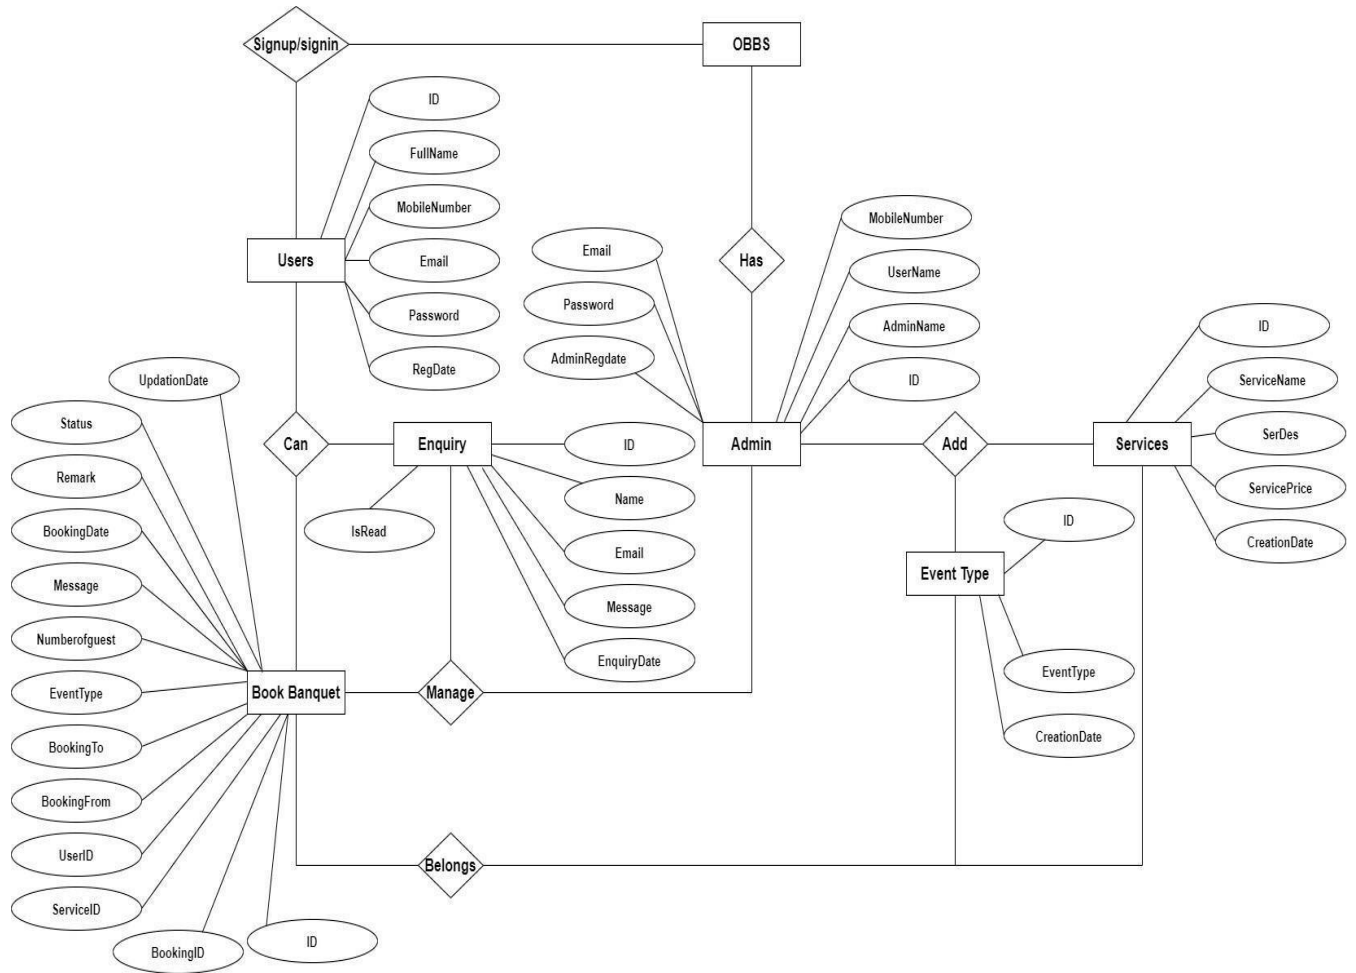 Signup/signin
OBBS
ID
FullName
MobileNumber
Email
Password
RegDate
Users
Has
Email
Password
AdminRegdate
MobileNumber
UserName
AdminName
ID
ID
ServiceName
SerDes
ServicePrice
CreationDate
UpdationDate
Status
Remark
BookingDate
Message
Numberofguest
EventType
BookingTo
BookingFrom
UserID
ServiceID
BookingID
ID
Can
Enquiry
Admin
Add
Services
IsRead
ID
Name
Email
Message
EnquiryDate
ID
Event Type
EventType
CreationDate
Book Banquet
Manage
Belongs